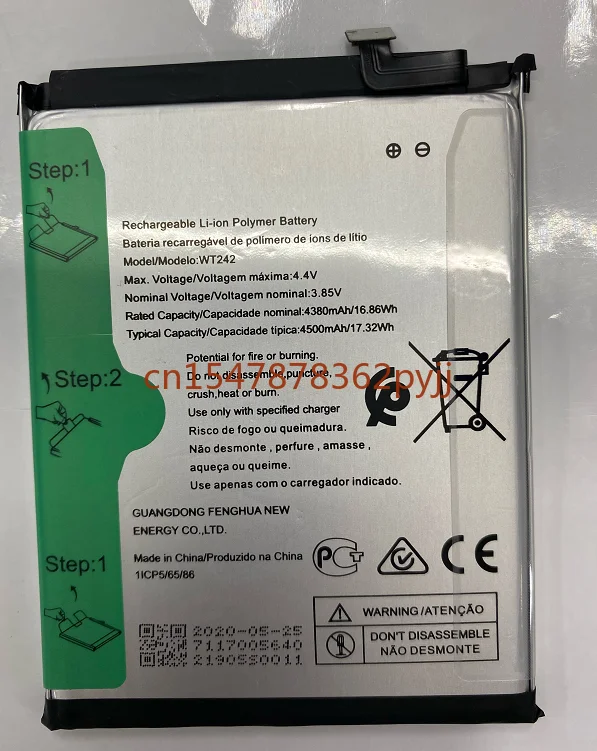 Step:1
Rechargeable Li-ion Polymer Battery
Bateria recarregável de polímero de íons de lítio
Model/Modelo:WT242
Max. Voltage/Voltagem máxima:4.4V
Nominal Voltage/Voltagem nominal:3.85V
Rated Capacity/Capacidade nominal:4380mAh/16.86Wh
Typical Capacity/Capacidade típica:4500mAh/17.32Wh
Step:2
Potential for fire or burning.
Do not disassemble,puncture,
crush,heat or burn.
Use only with specified charger
Risco de fogo ou queimadura.
Não desmonte , perfure , amasse ,
aqueça ou queime.
Use apenas com o carregador indicado.
cn1547878362pyjj
GUANGDONG FENGHUA NEW
ENERGY CO.,LTD.
Step:1
Made in China/Produzido na China
1ICP5/65/86
PCT
CE
WARNING/ATENÇÃO
DON'T DISASSEMBLE
NÃO DESMONTE
2020-05-25
7117005640
2190550011